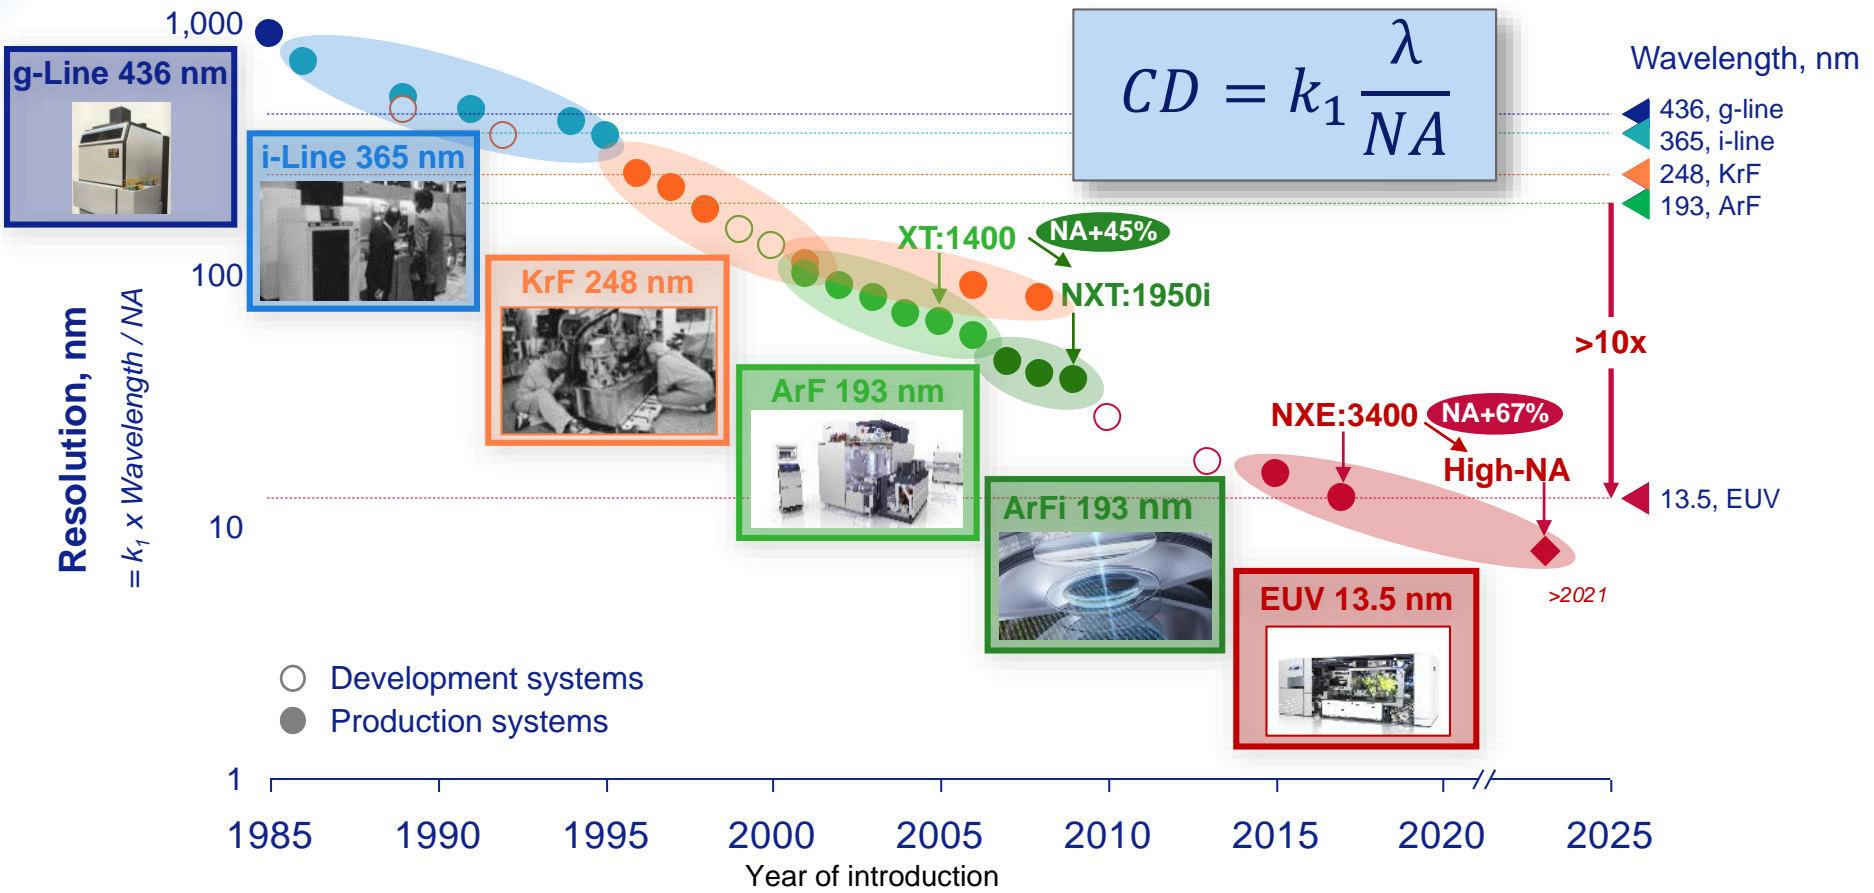 1,000
100
10
1
Resolution, nm
= k1 x Wavelength / NA
g-Line 436 nm
i-Line 365 nm
KrF 248 nm
ArF 193 nm
ArFi 193 nm
EUV 13.5 nm
CD = k1 λ / NA
XT:1400
NA+45%
NXT:1950i
NXE:3400
NA+67%
High-NA
>2021
>10x
Wavelength, nm
436, g-line
365, i-line
248, KrF
193, ArF
13.5, EUV
Development systems
Production systems
1985 1990 1995 2000 2005 2010 2015 2020 2025
Year of introduction